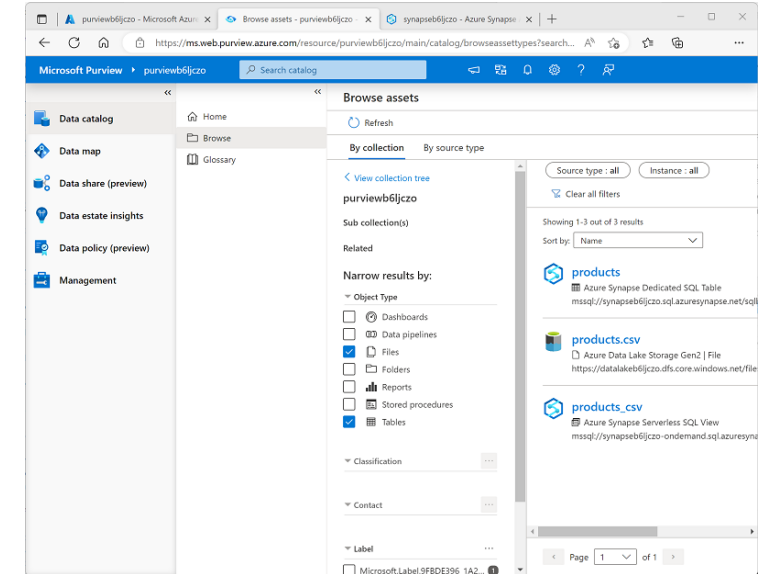 purviewb6ljczo - Microsoft Azur
Browse assets - purviewb6ljczo -
synapseb6ljczo - Azure Synapse
https://ms.web.purview.azure.com/resource/purviewb6ljczo/main/catalog/browseassettypes?search...
Microsoft Purview
purviewb6ljczo
Search catalog
Data catalog
Data map
Data share (preview)
Data estate insights
Data policy (preview)
Management
Home
Browse
Glossary
Browse assets
Refresh
By collection
By source type
View collection tree
purviewb6ljczo
Sub collection(s)
Related
Narrow results by:
Object Type
Dashboards
Data pipelines
Files
Folders
Reports
Stored procedures
Tables
Classification
Contact
Label
Microsoft.Label.9FBDE396_1A2... 1
Source type : all
Instance : all
Clear all filters
Showing 1-3 out of 3 results
Sort by: Name
products
Azure Synapse Dedicated SQL Table
mssql://synapseb6ljczo.sql.azuresynapse.net/sql
products.csv
Azure Data Lake Storage Gen2 | File
https://datalakeb6ljczo.dfs.core.windows.net/file
products_csv
Azure Synapse Serverless SQL View
mssql://synapseb6ljczo-ondemand.sql.azuresyna
Page 1 of 1